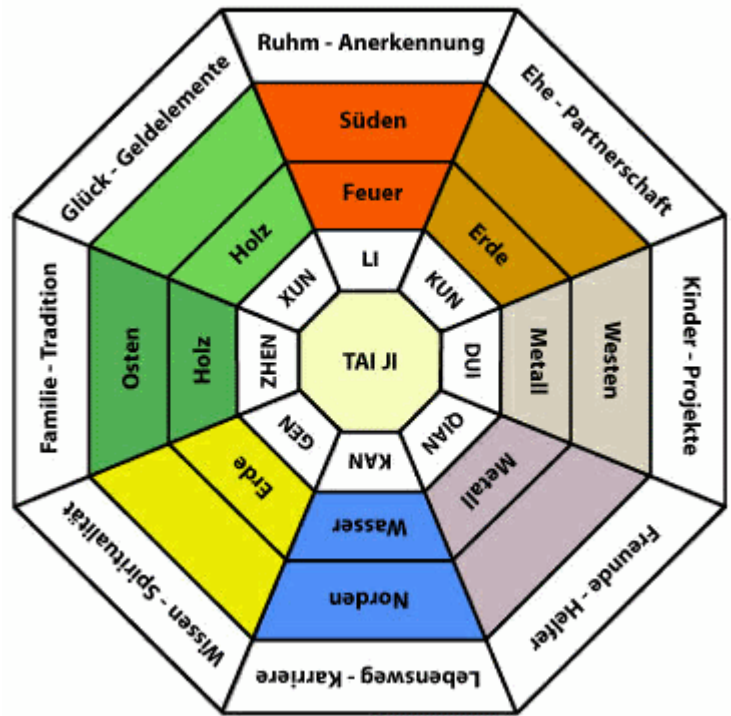 Ruhm - Anerkennung
Süden
Feuer
LI
Ehe - Partnerschaft
Erde
KUN
Kinder - Projekte
Westen
Metall
DUI
Freunde - Helfer
Metall
QIAN
Lebensweg - Karriere
Norden
Wasser
KAN
Wissen - Spiritualität
Erde
GEN
Familie - Tradition
Osten
Holz
ZHEN
Glück - Geldelemente
Holz
XUN
TAI JI